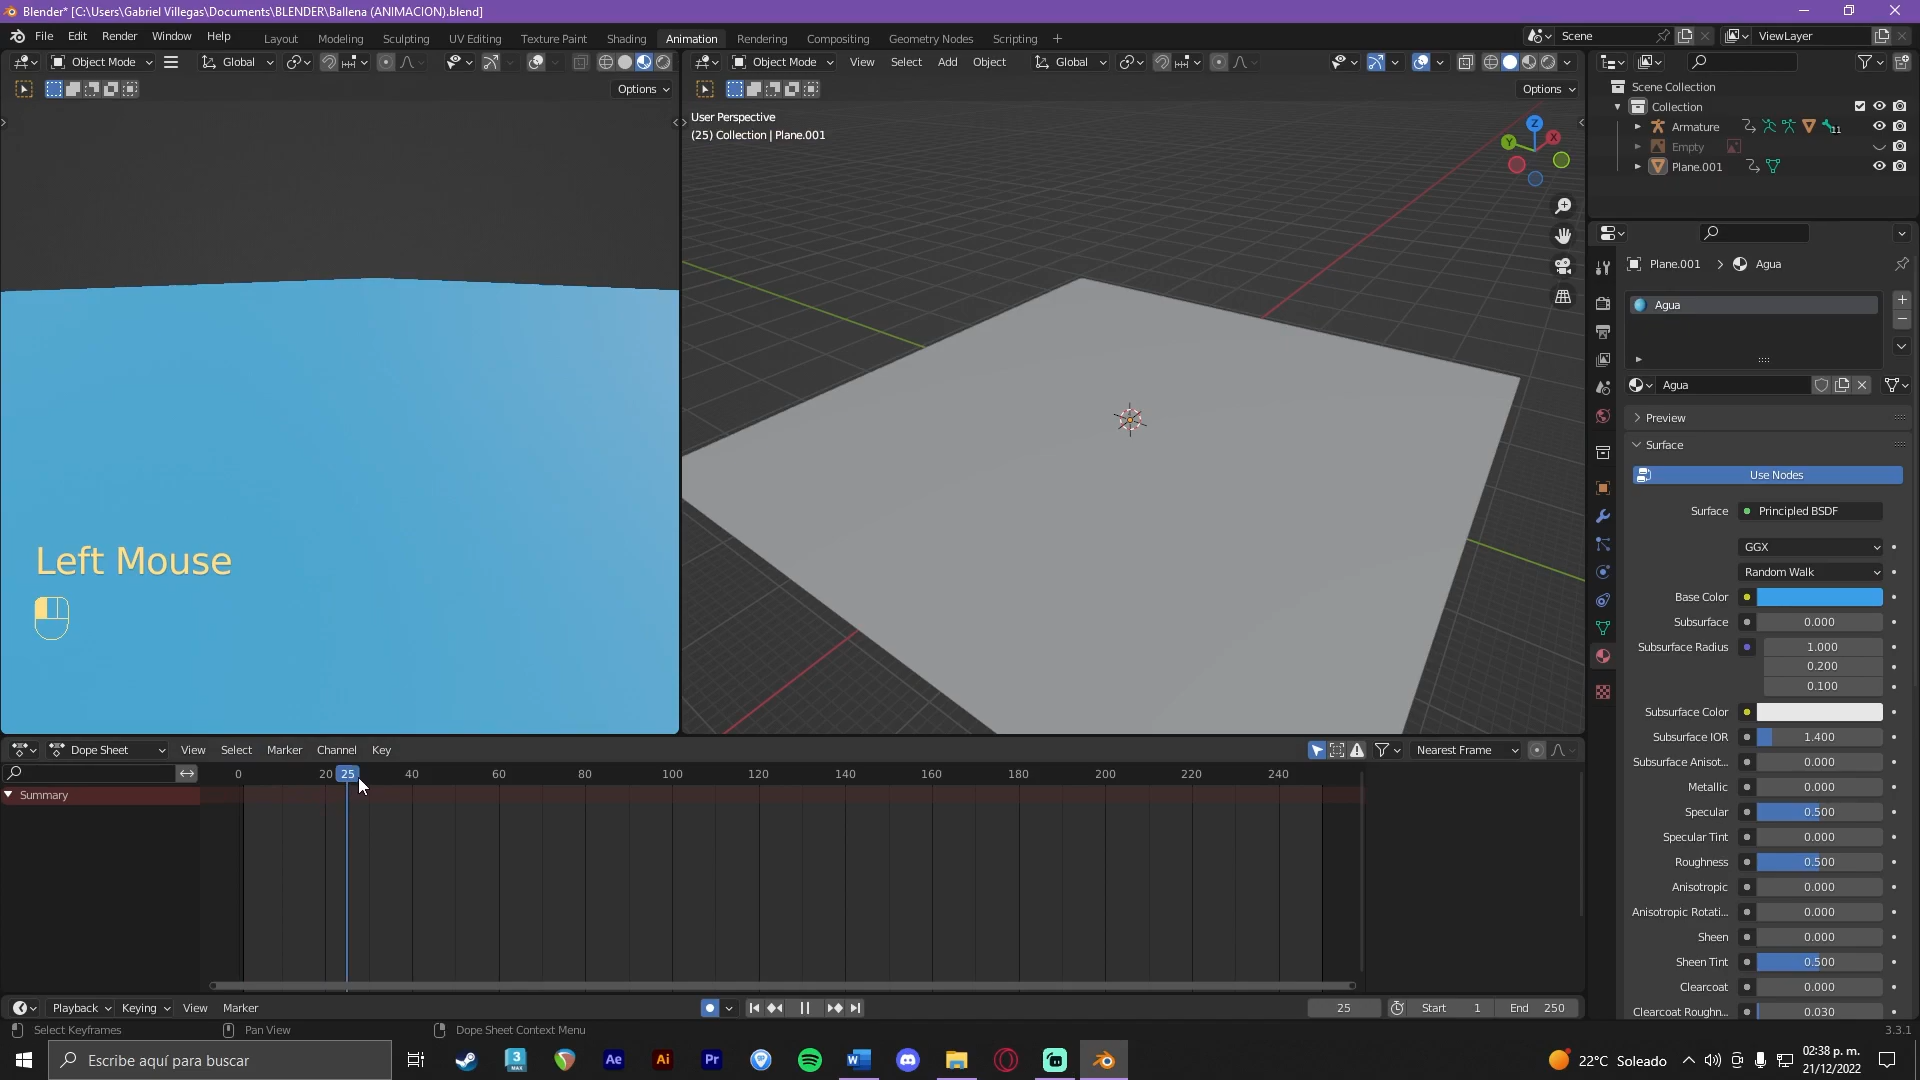 Blender* [C:\Users\Gabriel Villegas\Documents\BLENDER\Ballena (ANIMACION).blend]
File Edit Render Window Help Layout Modeling Sculpting UV Editing Texture Paint Shading Animation Rendering Compositing Geometry Nodes Scripting + Scene ViewLayer
Object Mode Global Object Mode View Select Add Object Global
Options Options
User Perspective
(25) Collection | Plane.001
Z X Y
Scene Collection
Collection
Armature 11
Empty
Plane.001
Plane.001 > Agua
Agua
Agua
Preview
Surface
Use Nodes
Surface Principled BSDF
GGX
Random Walk
Base Color
Subsurface 0.000
Subsurface Radius 1.000
0.200
0.100
Subsurface Color
Subsurface IOR 1.400
Subsurface Anisot... 0.000
Metallic 0.000
Specular 0.500
Specular Tint 0.000
Roughness 0.500
Anisotropic 0.000
Anisotropic Rotati... 0.000
Sheen 0.000
Sheen Tint 0.500
Clearcoat 0.000
Clearcoat Roughn... 0.030
Left Mouse
Dope Sheet View Select Marker Channel Key Nearest Frame
0 20 25 40 60 80 100 120 140 160 180 200 220 240
Summary
Playback Keying View Marker 25 Start 1 End 250
Select Keyframes Pan View Dope Sheet Context Menu 3.3.1
Escribe aquí para buscar
3 MAX Ae Ai Pr W
22°C Soleado
02:38 p. m.
21/12/2022